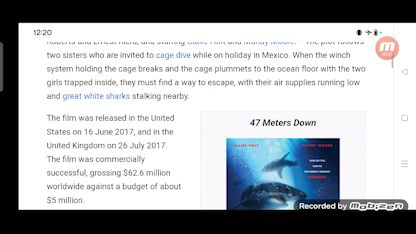 12:20
Roberts and Ernest Riera, and starring Claire Holt and Mandy Moore. The plot follows
two sisters who are invited to cage dive while on holiday in Mexico. When the winch
system holding the cage breaks and the cage plummets to the ocean floor with the two
girls trapped inside, they must find a way to escape, with their air supplies running low
and great white sharks stalking nearby.
The film was released in the United
States on 16 June 2017, and in the
United Kingdom on 26 July 2017.
The film was commercially
successful, grossing $62.6 million
worldwide against a budget of about
$5 million.
47 Meters Down
CLAIRE HOLT
MANDY MOORE
Recorded by Mobizen